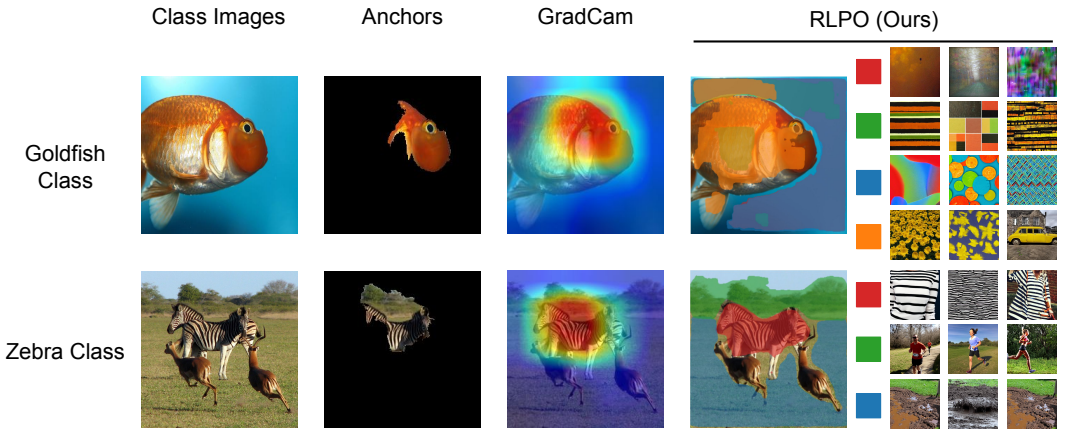 Class Images
Anchors
GradCam
RLPO (Ours)
Goldfish
Class
Zebra Class